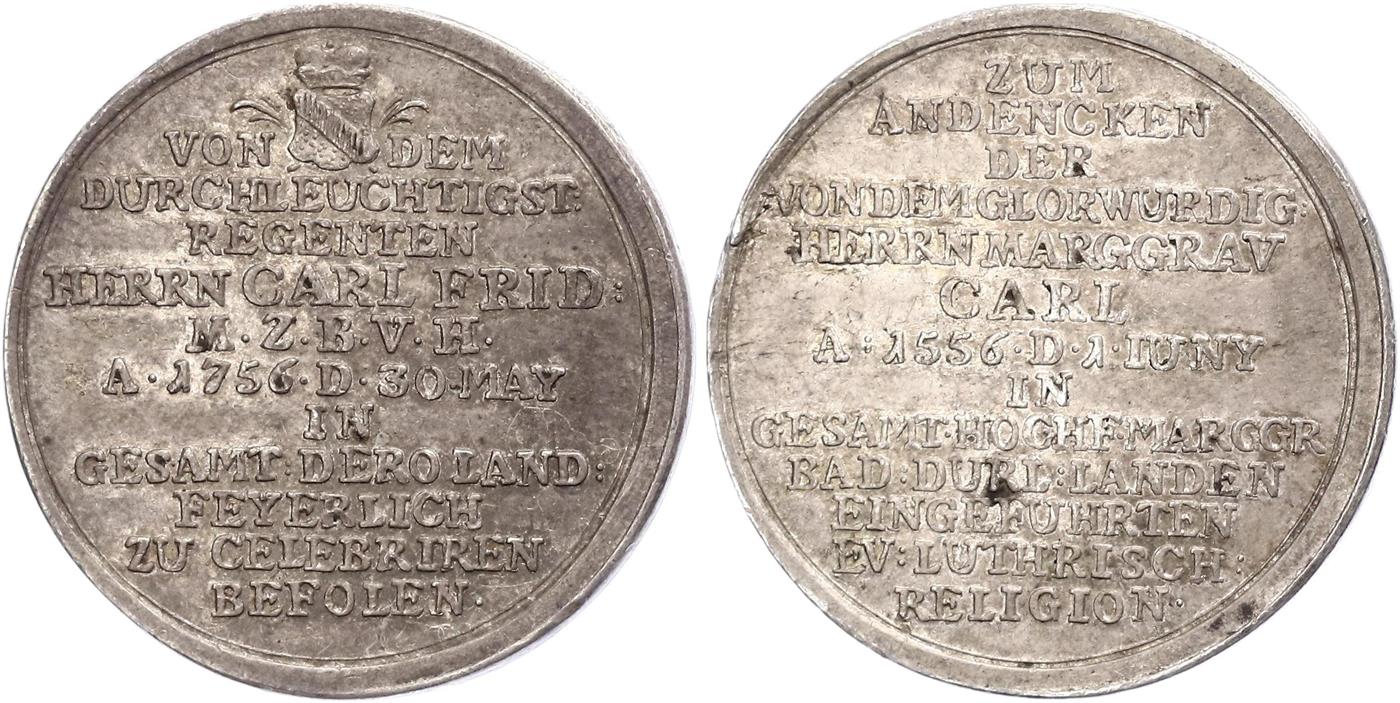 VON DEM
DURCHLEUCHTIGST:
REGENTEN
HERRN CARL FRID:
M·Z·B·V·H·
A·1756·D·30·MAY
IN
GESAMT:DERO LAND:
FEYERLICH
ZU CELEBRIREN
BEFOLEN·
ZUM
ANDENCKEN
DER
VON DEM GLORWURDIG:
HERRN MARGGRAV
CARL
A:1556·D·1·IUNY
IN
GESAMT·HOCHF·MARGGR
BAD:DURL:LANDEN
EINGEFUHRTEN
EV:LUTHRISCH:
RELIGION·